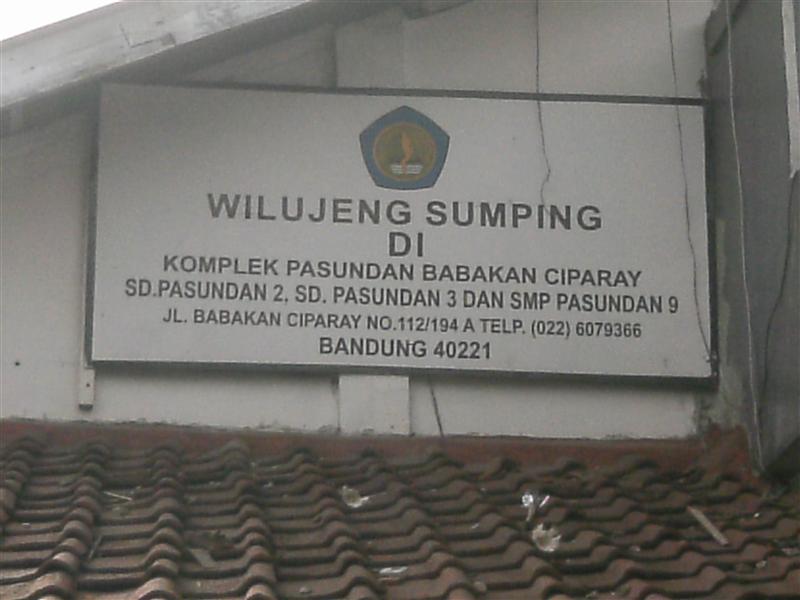 WILUJENG SUMPING
DI
KOMPLEK PASUNDAN BABAKAN CIPARAY
SD.PASUNDAN 2, SD. PASUNDAN 3 DAN SMP PASUNDAN 9
JL. BABAKAN CIPARAY NO.112/194 A TELP. (022) 6079366
BANDUNG 40221